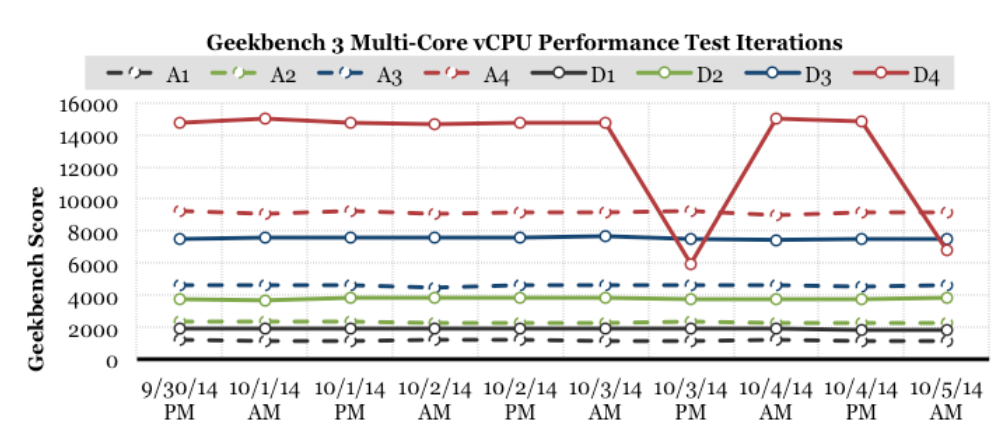 Geekbench 3 Multi-Core vCPU Performance Test Iterations
A1 A2 A3 A4 D1 D2 D3 D4
16000
14000
12000
10000
8000
6000
4000
2000
0
Geekbench Score
9/30/14 10/1/14 10/1/14 10/2/14 10/2/14 10/3/14 10/3/14 10/4/14 10/4/14 10/5/14
PM AM PM AM PM AM PM AM PM AM